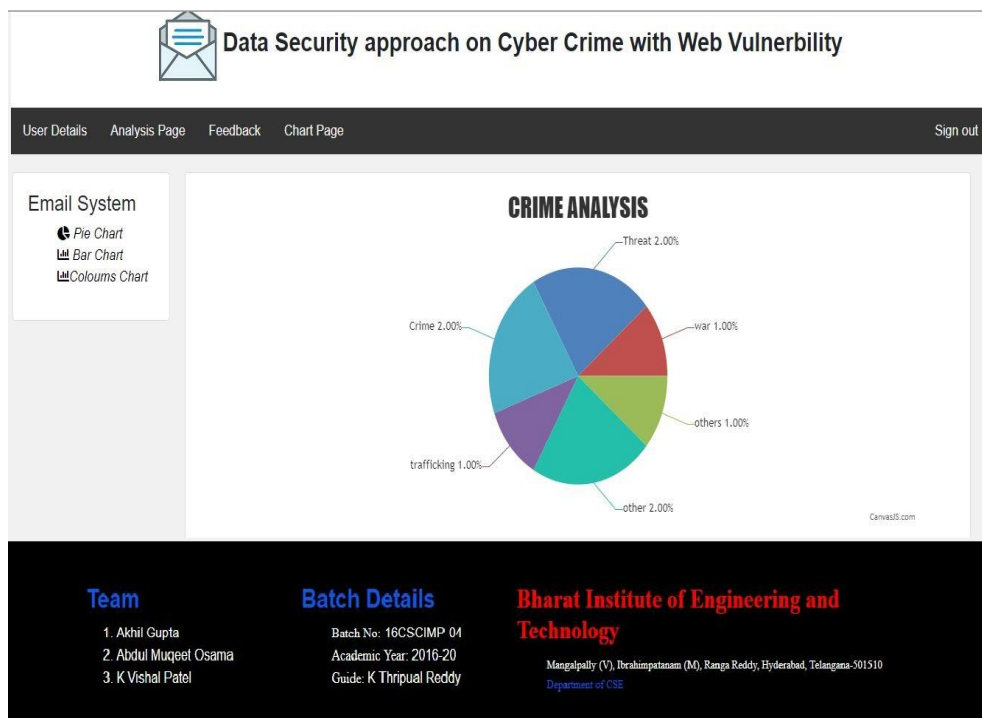 Data Security approach on Cyber Crime with Web Vulnerbility
User Details Analysis Page Feedback Chart Page Sign out
Email System
Pie Chart
Bar Chart
Coloums Chart
CRIME ANALYSIS
Threat 2.00%
Crime 2.00%
war 1.00%
others 1.00%
trafficking 1.00%
other 2.00%
CanvasJS.com
Team
1. Akhil Gupta
2. Abdul Muqeet Osama
3. K Vishal Patel
Batch Details
Batch No: 16CSCIMP 04
Academic Year: 2016-20
Guide: K Thripual Reddy
Bharat Institute of Engineering and
Technology
Mangalpally (V), Ibrahimpatanam (M), Ranga Reddy, Hyderabad, Telangana-501510
Department of CSE